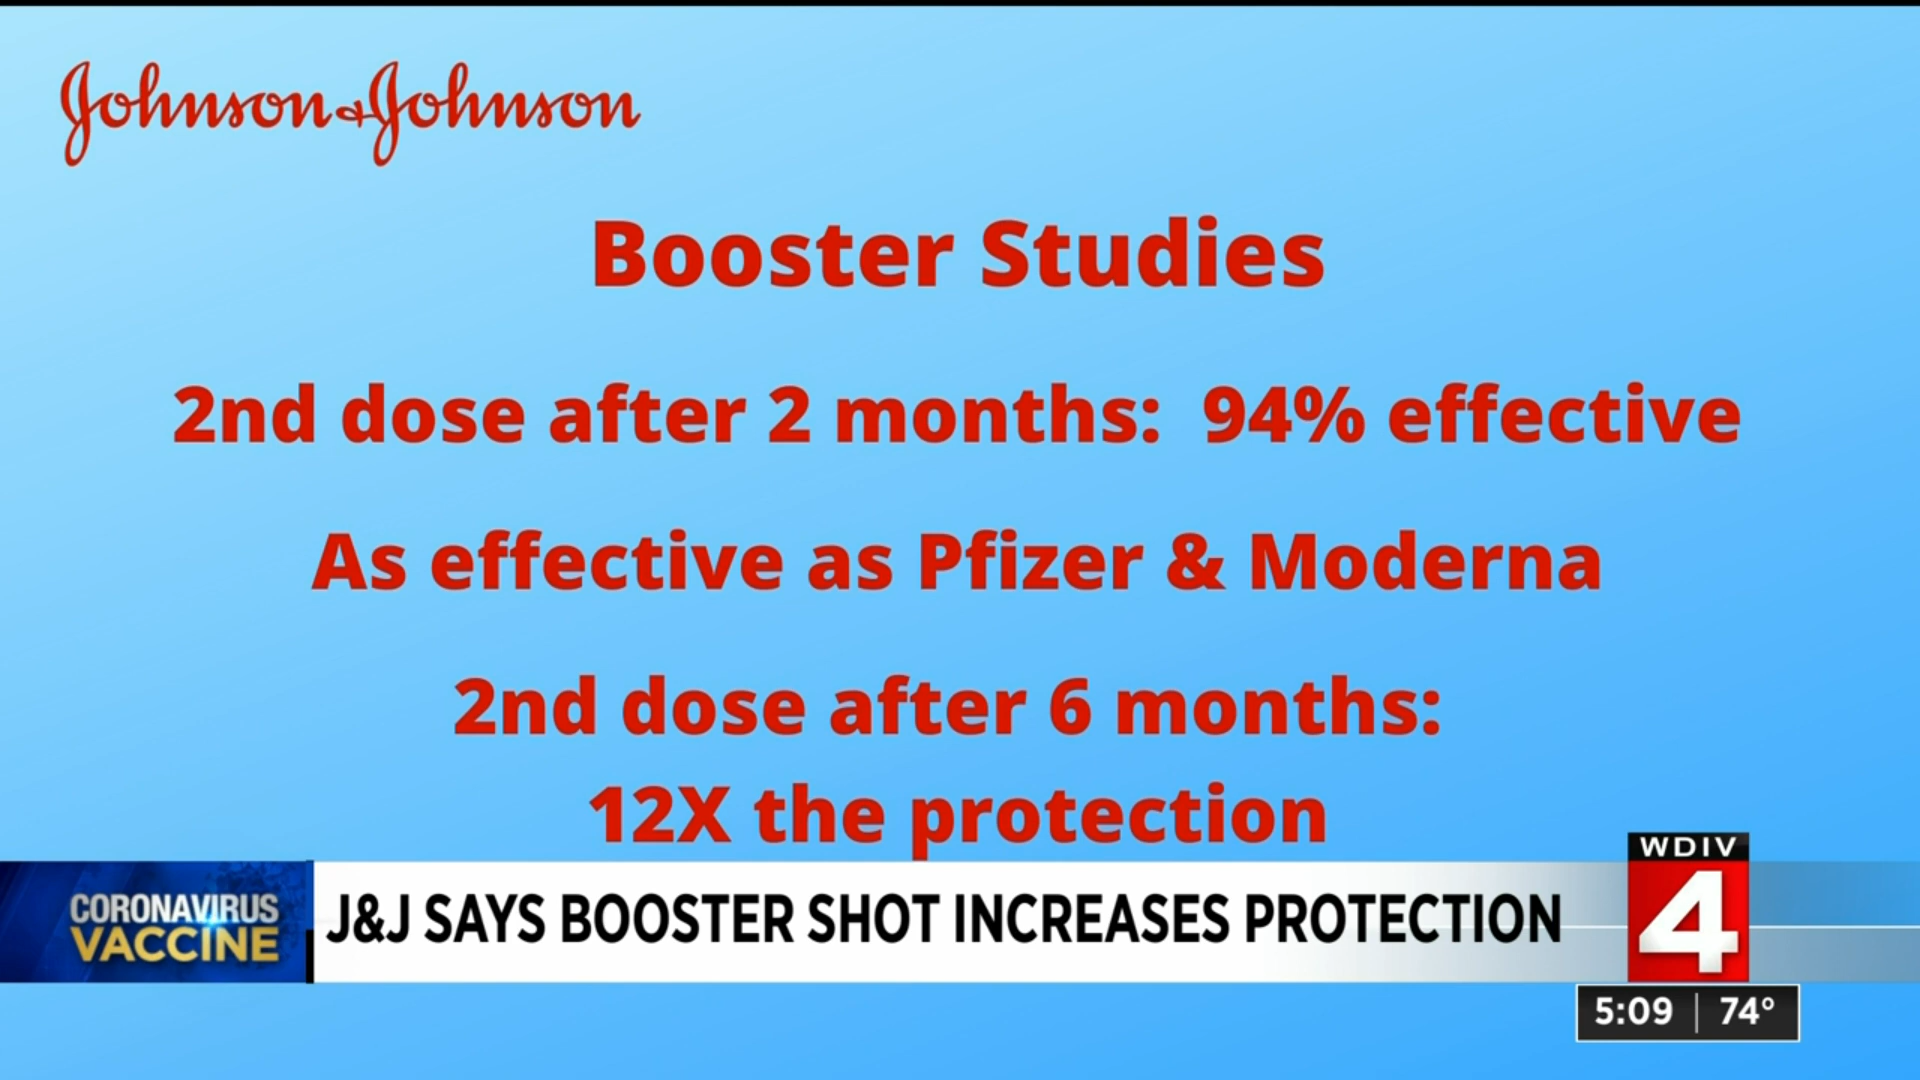 Johnson & Johnson
Booster Studies
2nd dose after 2 months: 94% effective
As effective as Pfizer & Moderna
2nd dose after 6 months:
12X the protection
CORONAVIRUS
VACCINE
J&J SAYS BOOSTER SHOT INCREASES PROTECTION
WDIV
4
5:09 74°